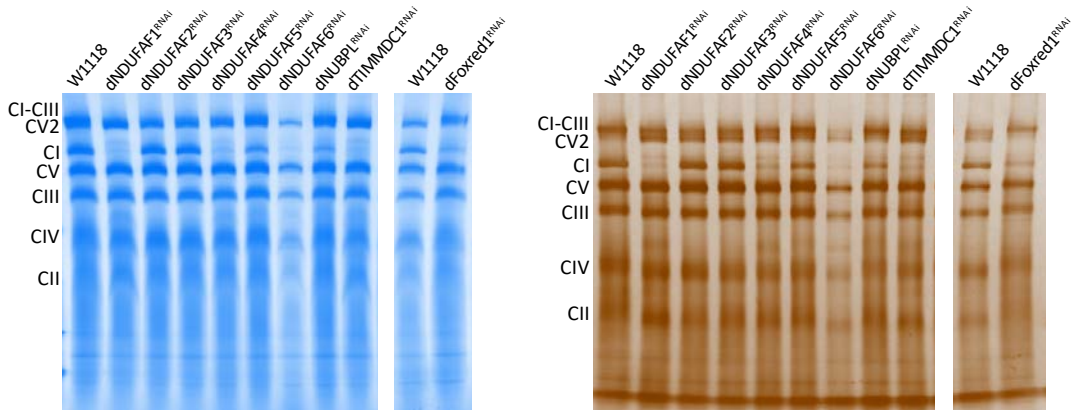 W1118
dNDUFAF1RNAi
dNDUFAF2RNAi
dNDUFAF3RNAi
dNDUFAF4RNAi
dNDUFAF5RNAi
dNDUFAF6RNAi
dNUBPLRNAi
dTIMMDC1RNAi
W1118
dFoxred1RNAi
CI-CIII
CV2
CI
CV
CIII
CIV
CII
W1118
dNDUFAF1RNAi
dNDUFAF2RNAi
dNDUFAF3RNAi
dNDUFAF4RNAi
dNDUFAF5RNAi
dNDUFAF6RNAi
dNUBPLRNAi
dTIMMDC1RNAi
W1118
dFoxred1RNAi
CI-CIII
CV2
CI
CV
CIII
CIV
CII